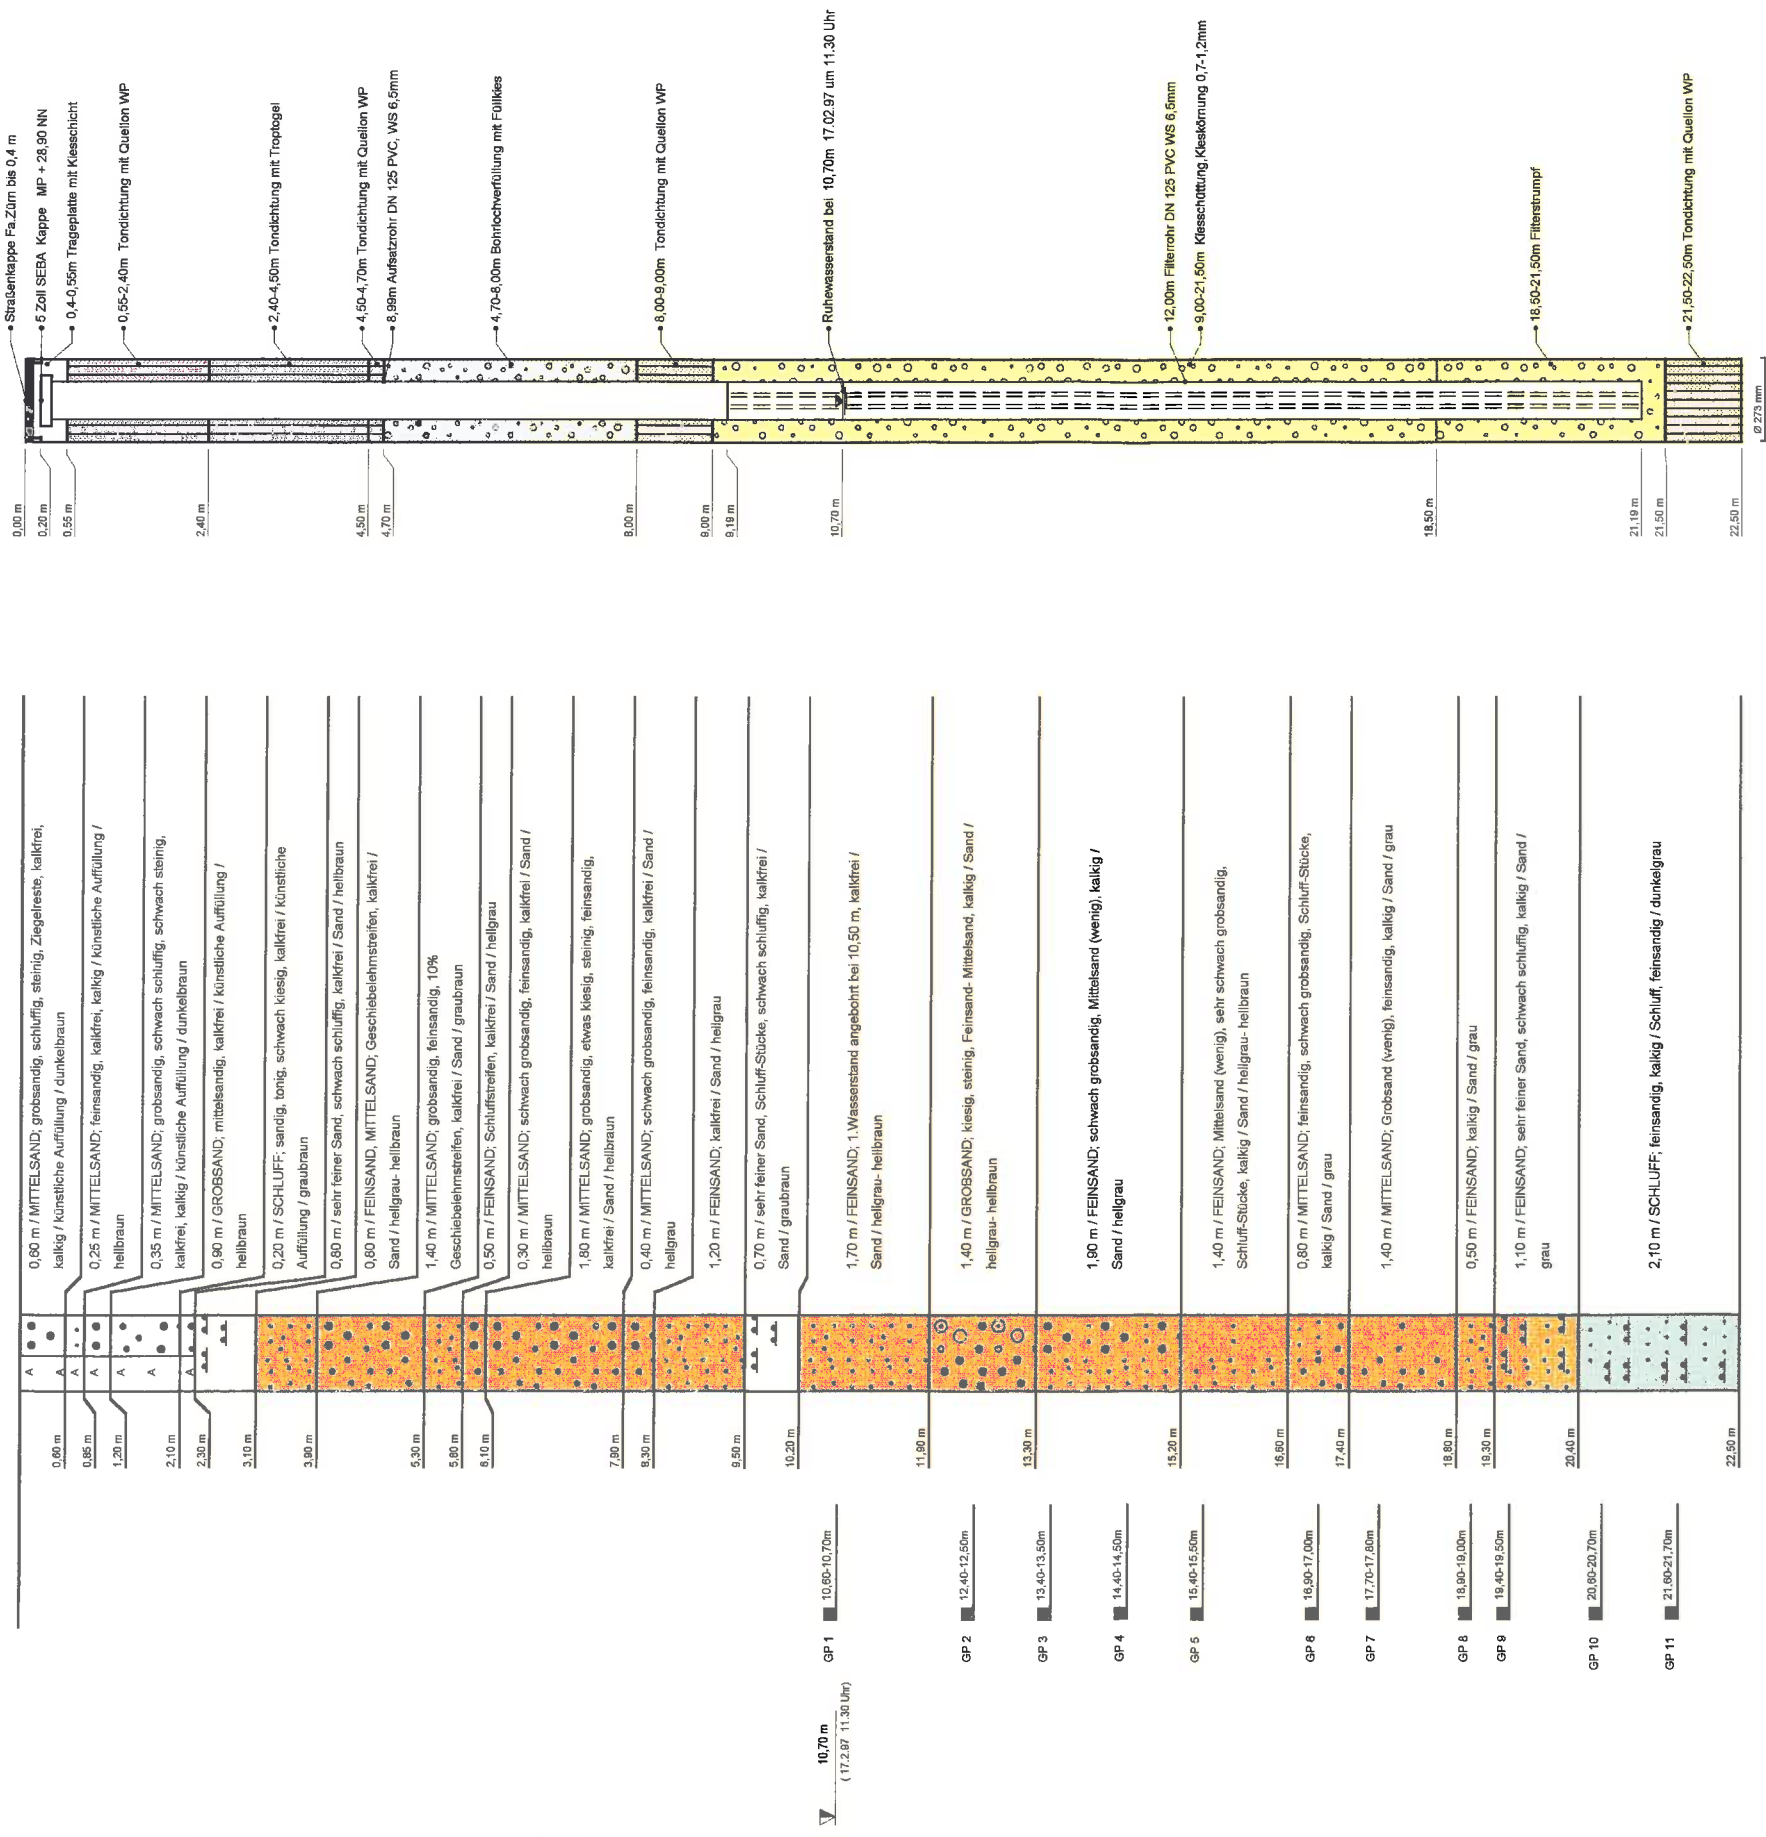 10,70 m
( 17.2.97 11.30 Uhr)
GP 1
10,60-10,70m
GP 2
12,40-12,50m
GP 3
13,40-13,50m
GP 4
14,40-14,50m
GP 5
15,40-15,50m
GP 6
16,90-17,00m
GP 7
17,70-17,80m
GP 8
18,90-19,00m
GP 9
19,40-19,50m
GP 10
20,60-20,70m
GP 11
21,60-21,70m
0,60 m
0,85 m
1,20 m
2,10 m
2,30 m
3,10 m
3,90 m
5,30 m
5,80 m
6,10 m
7,90 m
8,30 m
9,50 m
10,20 m
11,90 m
13,30 m
15,20 m
16,60 m
17,40 m
18,80 m
19,30 m
20,40 m
22,50 m
A
A
A
A
A
A
A
0,60 m / MITTELSAND; grobsandig, schluffig, steinig, Ziegelreste, kalkfrei,
kalkig / künstliche Auffüllung / dunkelbraun
0,25 m / MITTELSAND; feinsandig, kalkfrei, kalkig / künstliche Auffüllung /
hellbraun
0,35 m / MITTELSAND; grobsandig, schwach schluffig, schwach steinig,
kalkfrei, kalkig / künstliche Auffüllung / dunkelbraun
0,90 m / GROBSAND; mittelsandig, kalkfrei / künstliche Auffüllung /
hellbraun
0,20 m / SCHLUFF; sandig, tonig, schwach kiesig, kalkfrei / künstliche
Auffüllung / graubraun
0,80 m / sehr feiner Sand, schwach schluffig, kalkfrei / Sand / hellbraun
0,80 m / FEINSAND, MITTELSAND; Geschiebelehmstreifen, kalkfrei /
Sand / hellgrau- hellbraun
1,40 m / MITTELSAND; grobsandig, feinsandig, 10%
Geschiebelehmstreifen, kalkfrei / Sand / graubraun
0,50 m / FEINSAND; Schluffstreifen, kalkfrei / Sand / hellgrau
0,30 m / MITTELSAND; schwach grobsandig, feinsandig, kalkfrei / Sand /
hellbraun
1,80 m / MITTELSAND; grobsandig, etwas kiesig, steinig, feinsandig,
kalkfrei / Sand / hellbraun
0,40 m / MITTELSAND; schwach grobsandig, feinsandig, kalkfrei / Sand /
hellgrau
1,20 m / FEINSAND; kalkfrei / Sand / hellgrau
0,70 m / sehr feiner Sand, Schluff-Stücke, schwach schluffig, kalkfrei /
Sand / graubraun
1,70 m / FEINSAND; 1.Wasserstand angebohrt bei 10,50 m, kalkfrei /
Sand / hellgrau- hellbraun
1,40 m / GROBSAND; kiesig, steinig, Feinsand- Mittelsand, kalkig / Sand /
hellgrau- hellbraun
1,90 m / FEINSAND; schwach grobsandig, Mittelsand (wenig), kalkig /
Sand / hellgrau
1,40 m / FEINSAND; Mittelsand (wenig), sehr schwach grobsandig,
Schluff-Stücke, kalkig / Sand / hellgrau- hellbraun
0,80 m / MITTELSAND; feinsandig, schwach grobsandig, Schluff-Stücke,
kalkig / Sand / grau
1,40 m / MITTELSAND; Grobsand (wenig), feinsandig, kalkig / Sand / grau
0,50 m / FEINSAND; kalkig / Sand / grau
1,10 m / FEINSAND; sehr feiner Sand, schwach schluffig, kalkig / Sand /
grau
2,10 m / SCHLUFF; feinsandig, kalkig / Schluff, feinsandig / dunkelgrau
0,00 m
0,20 m
0,55 m
2,40 m
4,50 m
4,70 m
8,00 m
9,00 m
9,19 m
10,70 m
18,50 m
21,19 m
21,50 m
22,50 m
Ø 273 mm
Straßenkappe Fa.Zürn bis 0,4 m
5 Zoll SEBA Kappe MP + 28,90 NN
0,4-0,55m Trageplatte mit Kiesschicht
0,55-2,40m Tondichtung mit Quellon WP
2,40-4,50m Tondichtung mit Troptogel
4,50-4,70m Tondichtung mit Quellon WP
8,99m Aufsatzrohr DN 125 PVC, WS 6,5mm
4,70-8,00m Bohrlochverfüllung mit Füllkies
8,00-9,00m Tondichtung mit Quellon WP
Ruhewasserstand bei 10,70m 17.02.97 um 11.30 Uhr
12,00m Filterrohr DN 125 PVC WS 6,5mm
9,00-21,50m Kiesschüttung,Kieskörnung 0,7-1,2mm
18,50-21,50m Filterstrumpf
21,50-22,50m Tondichtung mit Quellon WP